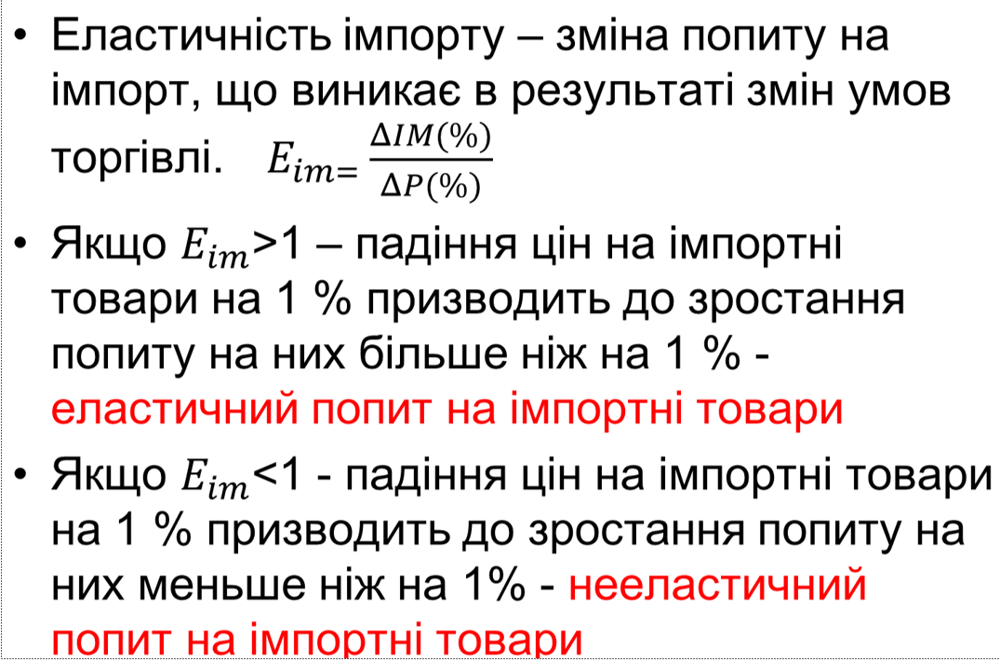 • Еластичність імпорту – зміна попиту на
імпорт, що виникає в результаті змін умов
торгівлі. E_{im=} \frac{ΔIM(%)}{ΔP(%)}
• Якщо E_{im}>1 – падіння цін на імпортні
товари на 1 % призводить до зростання
попиту на них більше ніж на 1 % -
еластичний попит на імпортні товари
• Якщо E_{im}<1 - падіння цін на імпортні товари
на 1 % призводить до зростання попиту на
них меньше ніж на 1% - нееластичний
попит на імпортні товари